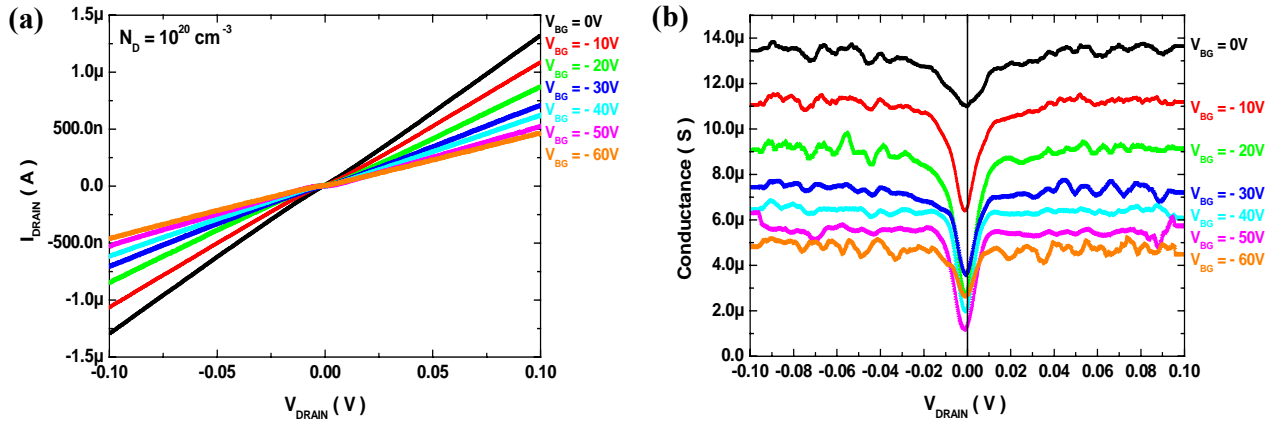 (a)
N_D = 10^20 cm^-3
I_DRAIN ( A )
1.5µ
1.0µ
500.0n
0.0
-500.0n
-1.0µ
-1.5µ
-0.10 -0.05 0.00 0.05 0.10
V_DRAIN ( V )
V_BG = 0V
V_BG = - 10V
V_BG = - 20V
V_BG = - 30V
V_BG = - 40V
V_BG = - 50V
V_BG = - 60V
(b)
Conductance ( S )
14.0µ
12.0µ
10.0µ
8.0µ
6.0µ
4.0µ
2.0µ
0.0
-0.10 -0.08 -0.06 -0.04 -0.02 0.00 0.02 0.04 0.06 0.08 0.10
V_DRAIN ( V )
V_BG = 0V
V_BG = - 10V
V_BG = - 20V
V_BG = - 30V
V_BG = - 40V
V_BG = - 50V
V_BG = - 60V